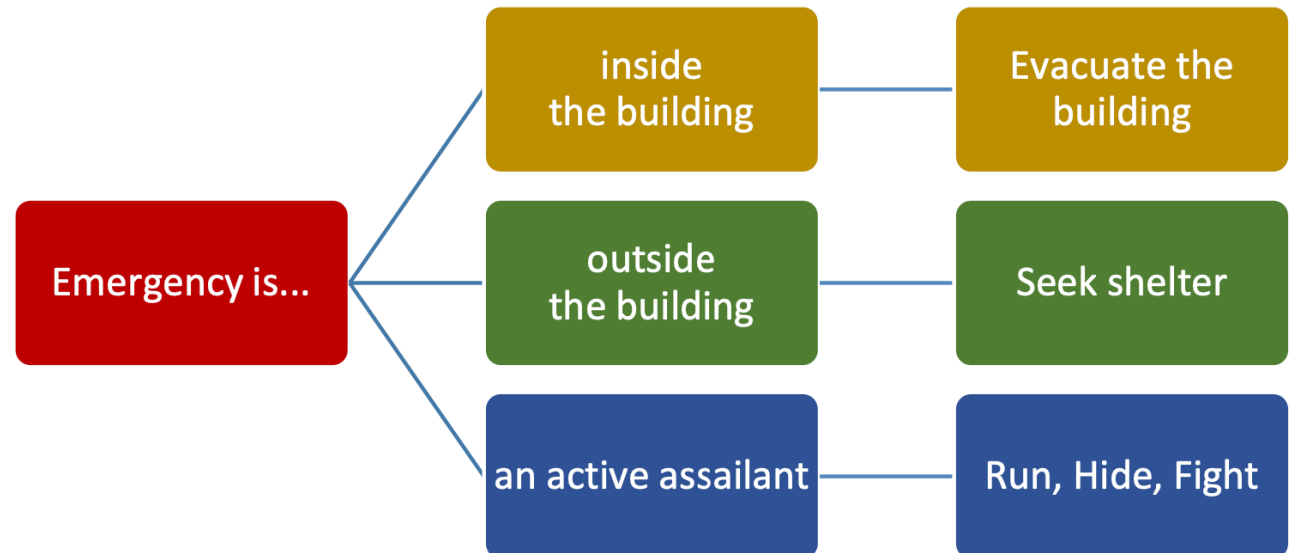 Emergency is...
inside
the building
Evacuate the
building
outside
the building
Seek shelter
an active assailant
Run, Hide, Fight